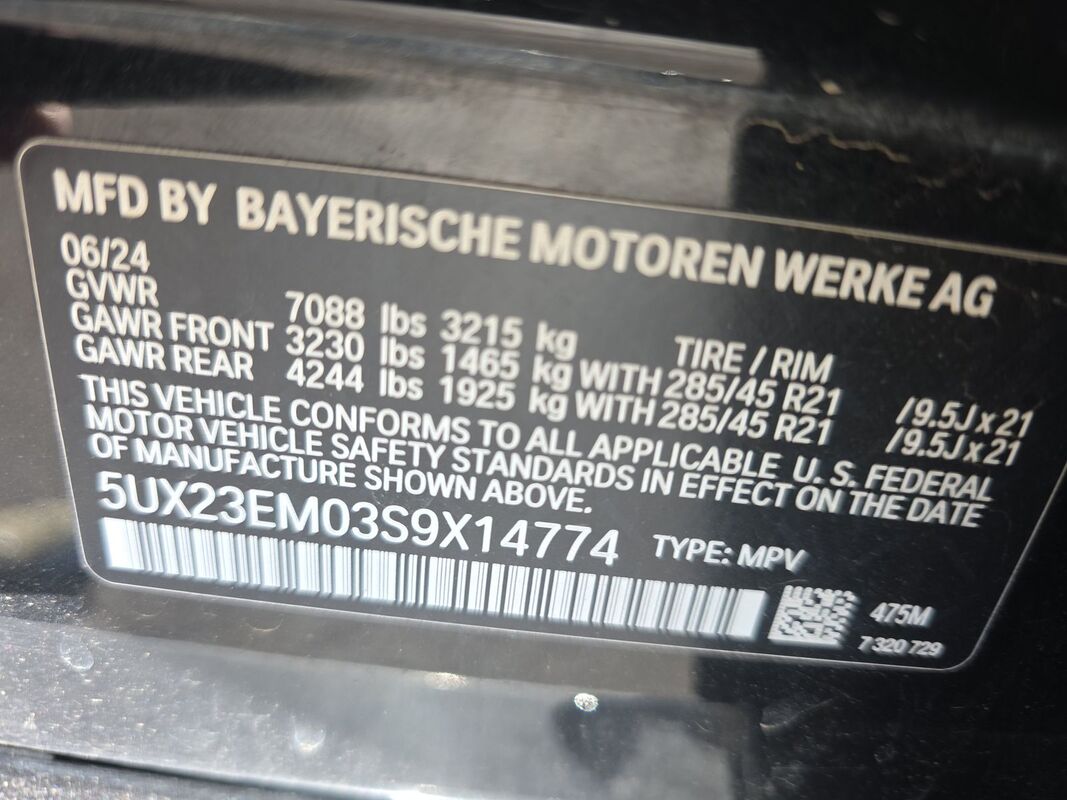 MFD BY BAYERISCHE MOTOREN WERKE AG
06/24
GVWR 7088 lbs 3215 kg TIRE / RIM
GAWR FRONT 3230 lbs 1465 kg WITH 285/45 R21 /9.5J x 21
GAWR REAR 4244 lbs 1925 kg WITH 285/45 R21 /9.5J x 21
THIS VEHICLE CONFORMS TO ALL APPLICABLE U. S. FEDERAL
MOTOR VEHICLE SAFETY STANDARDS IN EFFECT ON THE DATE
OF MANUFACTURE SHOWN ABOVE.
5UX23EM03S9X14774 TYPE: MPV
475M
7 320 729